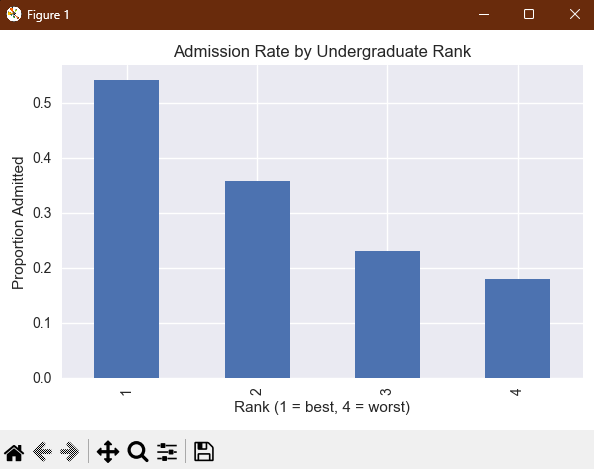 Figure 1
Admission Rate by Undergraduate Rank
Proportion Admitted
0.5
0.4
0.3
0.2
0.1
0.0
1 2 3 4
Rank (1 = best, 4 = worst)